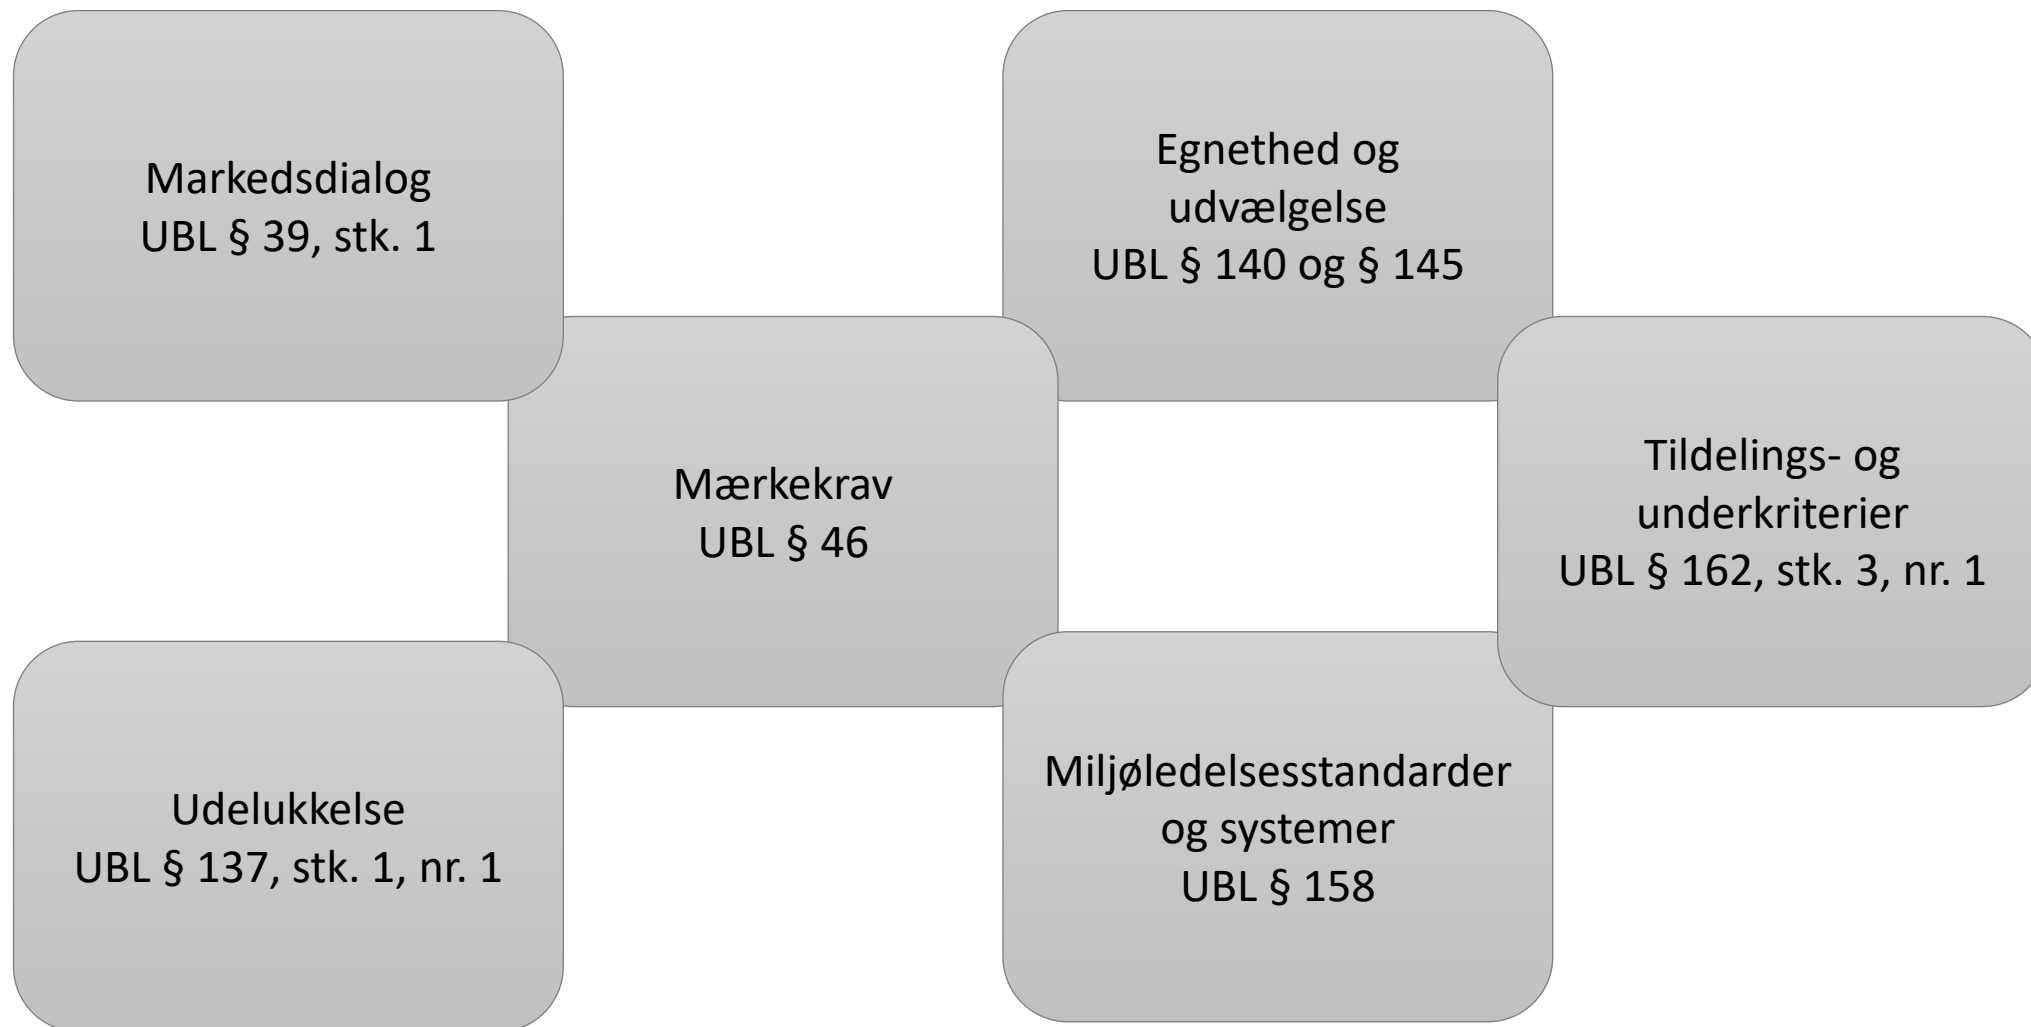 Markedsdialog
UBL § 39, stk. 1
Egnethed og
udvælgelse
UBL § 140 og § 145
Mærkekrav
UBL § 46
Tildelings- og
underkriterier
UBL § 162, stk. 3, nr. 1
Udelukkelse
UBL § 137, stk. 1, nr. 1
Miljøledelsesstandarder
og systemer
UBL § 158